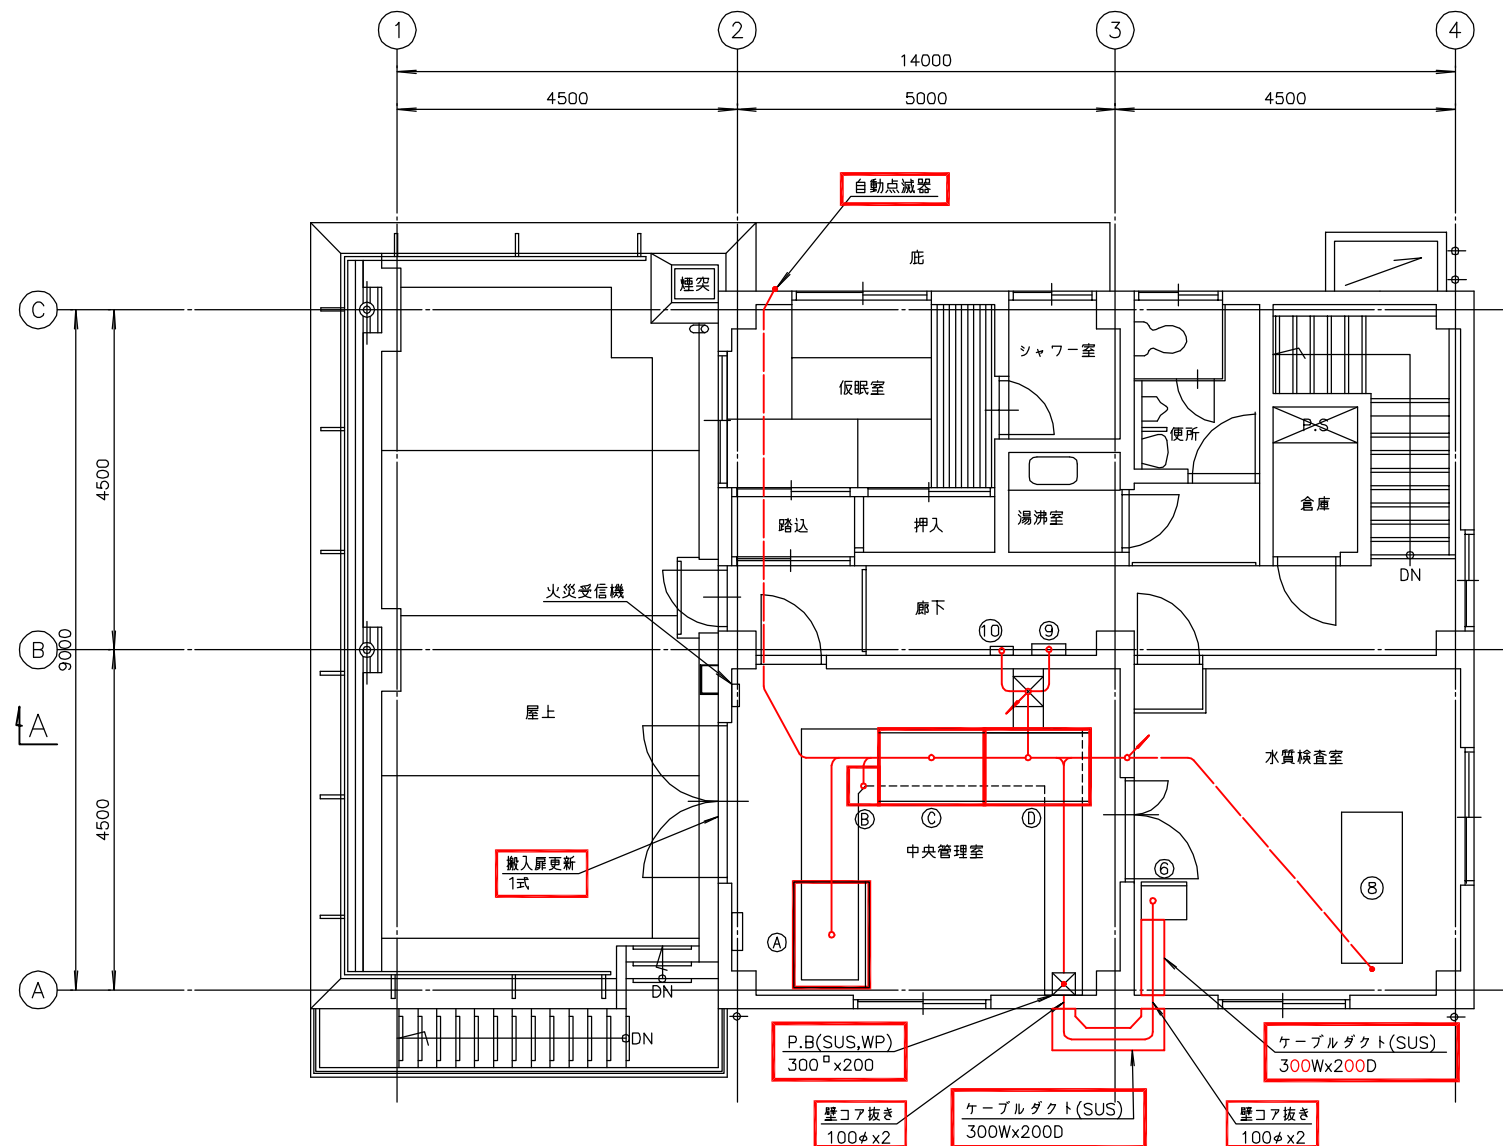 1
2
3
4
14000
4500
5000
4500
自動点滅器
庇
煙突
C
シャワー室
仮眠室
便所
P.S
4500
倉庫
踏込
押入
湯沸室
DN
火災受信機
廊下
10
9
B
9000
A
屋上
水質検査室
B
C
D
4500
中央管理室
搬入扉更新
1式
6
8
A
A
DN
DN
P.B(SUS,WP)
300□x200
ケーブルダクト(SUS)
300Wx200D
壁コア抜き
100φx2
ケーブルダクト(SUS)
300Wx200D
壁コア抜き
100φx2